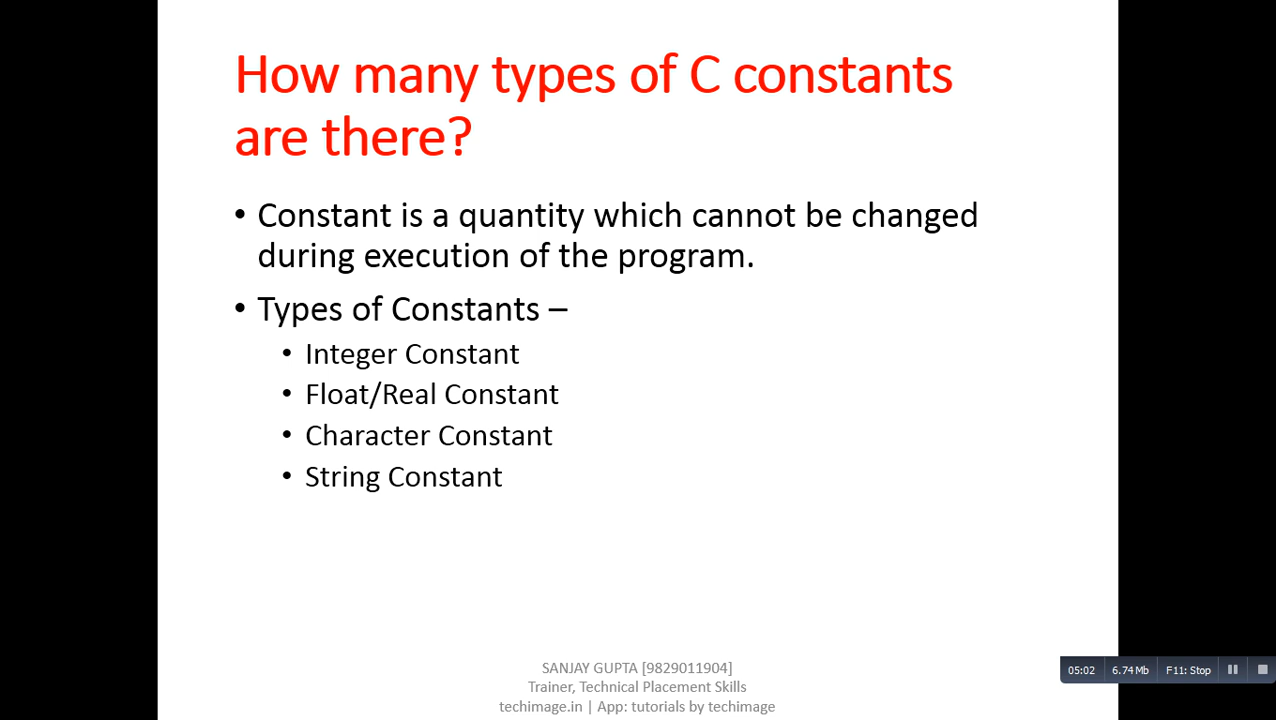 How many types of C constants
are there?
• Constant is a quantity which cannot be changed
during execution of the program.
• Types of Constants –
• Integer Constant
• Float/Real Constant
• Character Constant
• String Constant
SANJAY GUPTA [9829011904]
Trainer, Technical Placement Skills
techimage.in | App: tutorials by techimage
05:02 6.74 Mb F11: Stop